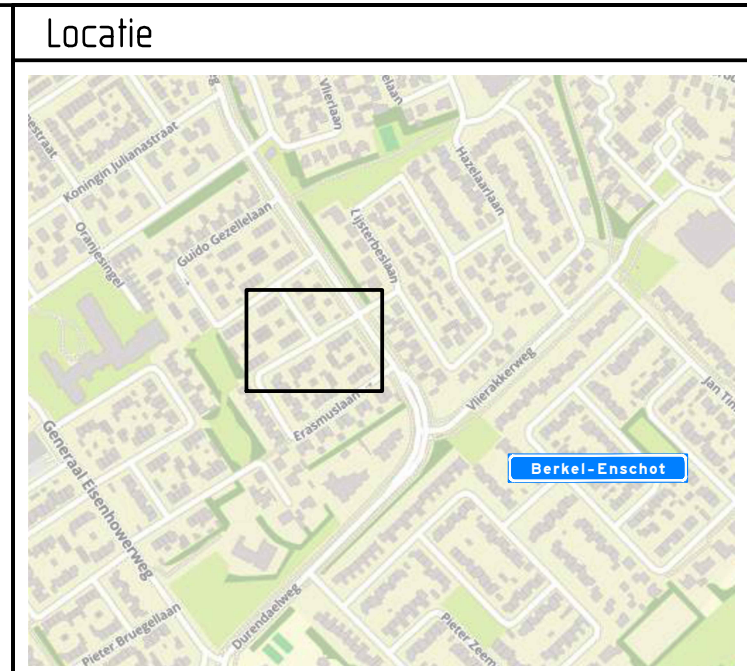 Locatie
Vlierlaan
Koningin Julianastraat
Hazelaarlaan
Guido Gezellelaan
Lijsterbeslaan
Oranjesingel
Vlierakkerweg
Erasmuslaan
Generaal Eisenhowerweg
Berkel-Enschot
Durendaelweg
Pieter Bruegellaan